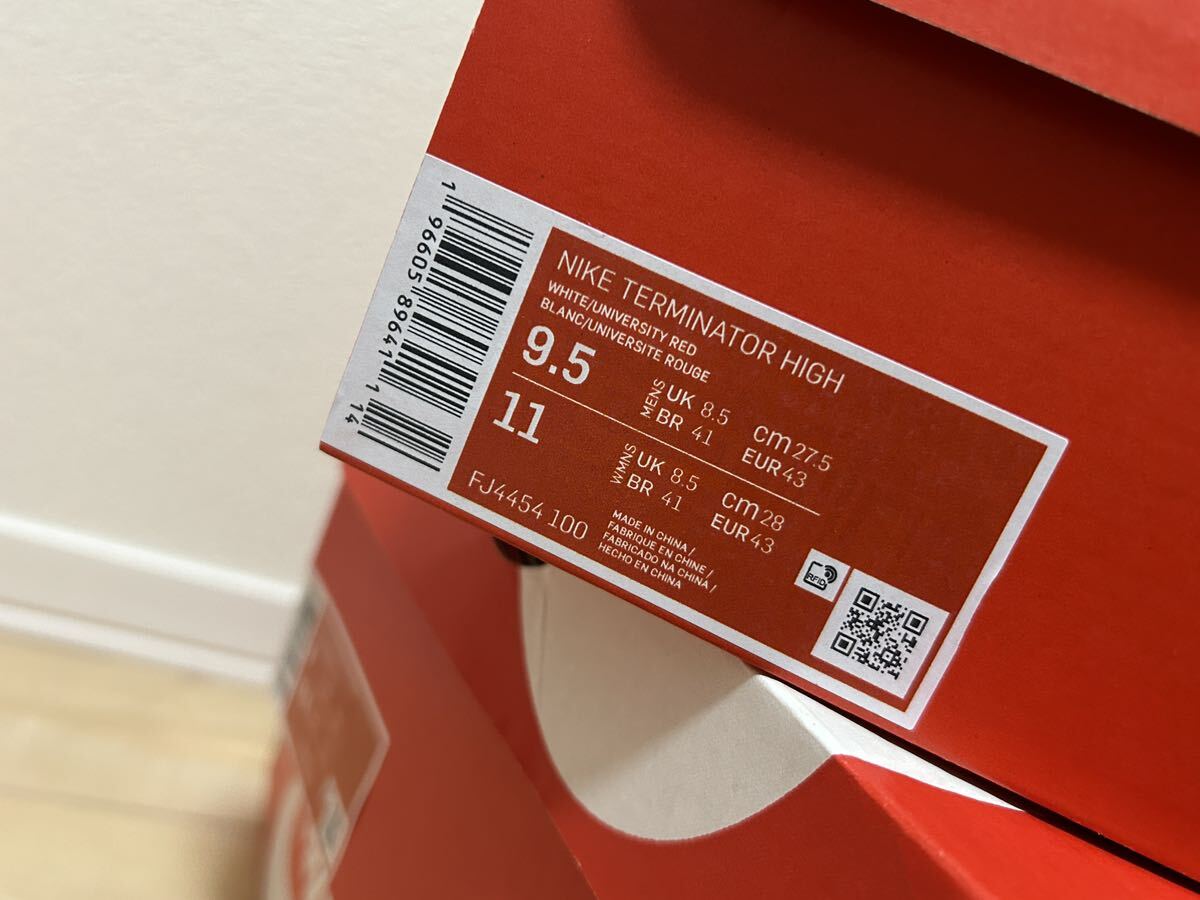 NIKE TERMINATOR HIGH
WHITE/UNIVERSITY RED
BLANC/UNIVERSITE ROUGE
9.5
MENS
UK 8.5
BR 41
cm 27.5
EUR 43
11
WMNS
UK 8.5
BR 41
cm 28
EUR 43
FJ4454 100
MADE IN CHINA /
FABRIQUE EN CHINE /
FABRICADO NA CHINA /
HECHO EN CHINA
RFID
1 96605 89641 1
14